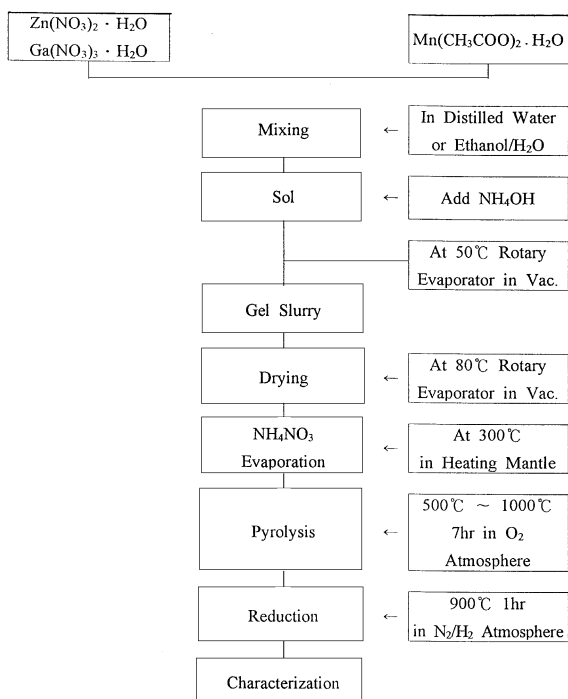 Zn(NO₃)₂ · H₂O
Ga(NO₃)₃ · H₂O
Mn(CH₃COO)₂ . H₂O
Mixing
←
In Distilled Water
or Ethanol/H₂O
Sol
←
Add NH₄OH
At 50℃ Rotary
Evaporator in Vac.
Gel Slurry
Drying
←
At 80℃ Rotary
Evaporator in Vac.
NH₄NO₃
Evaporation
←
At 300℃
in Heating Mantle
Pyrolysis
←
500℃ ~ 1000℃
7hr in O₂
Atmosphere
Reduction
←
900℃ 1hr
in N₂/H₂ Atmosphere
Characterization